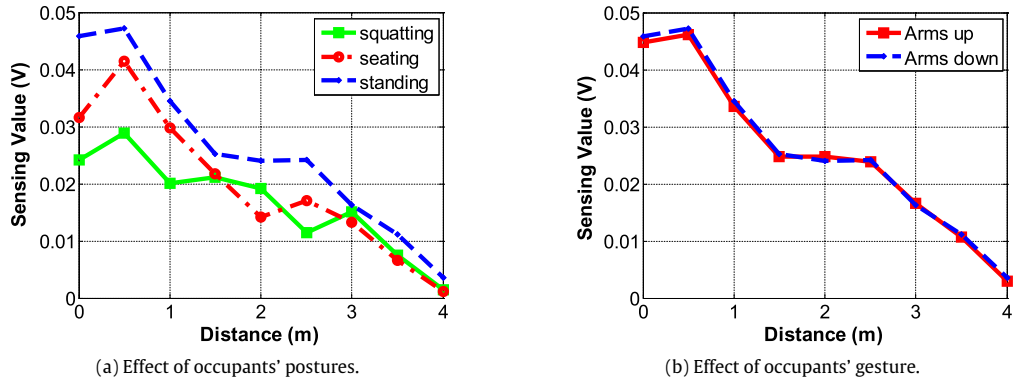 0.05
0.04
0.03
0.02
0.01
0
Sensing Value (V)
squatting
seating
standing
0 1 2 3 4
Distance (m)
(a) Effect of occupants’ postures.
0.05
0.04
0.03
0.02
0.01
0
Sensing Value (V)
Arms up
Arms down
0 1 2 3 4
Distance (m)
(b) Effect of occupants’ gesture.